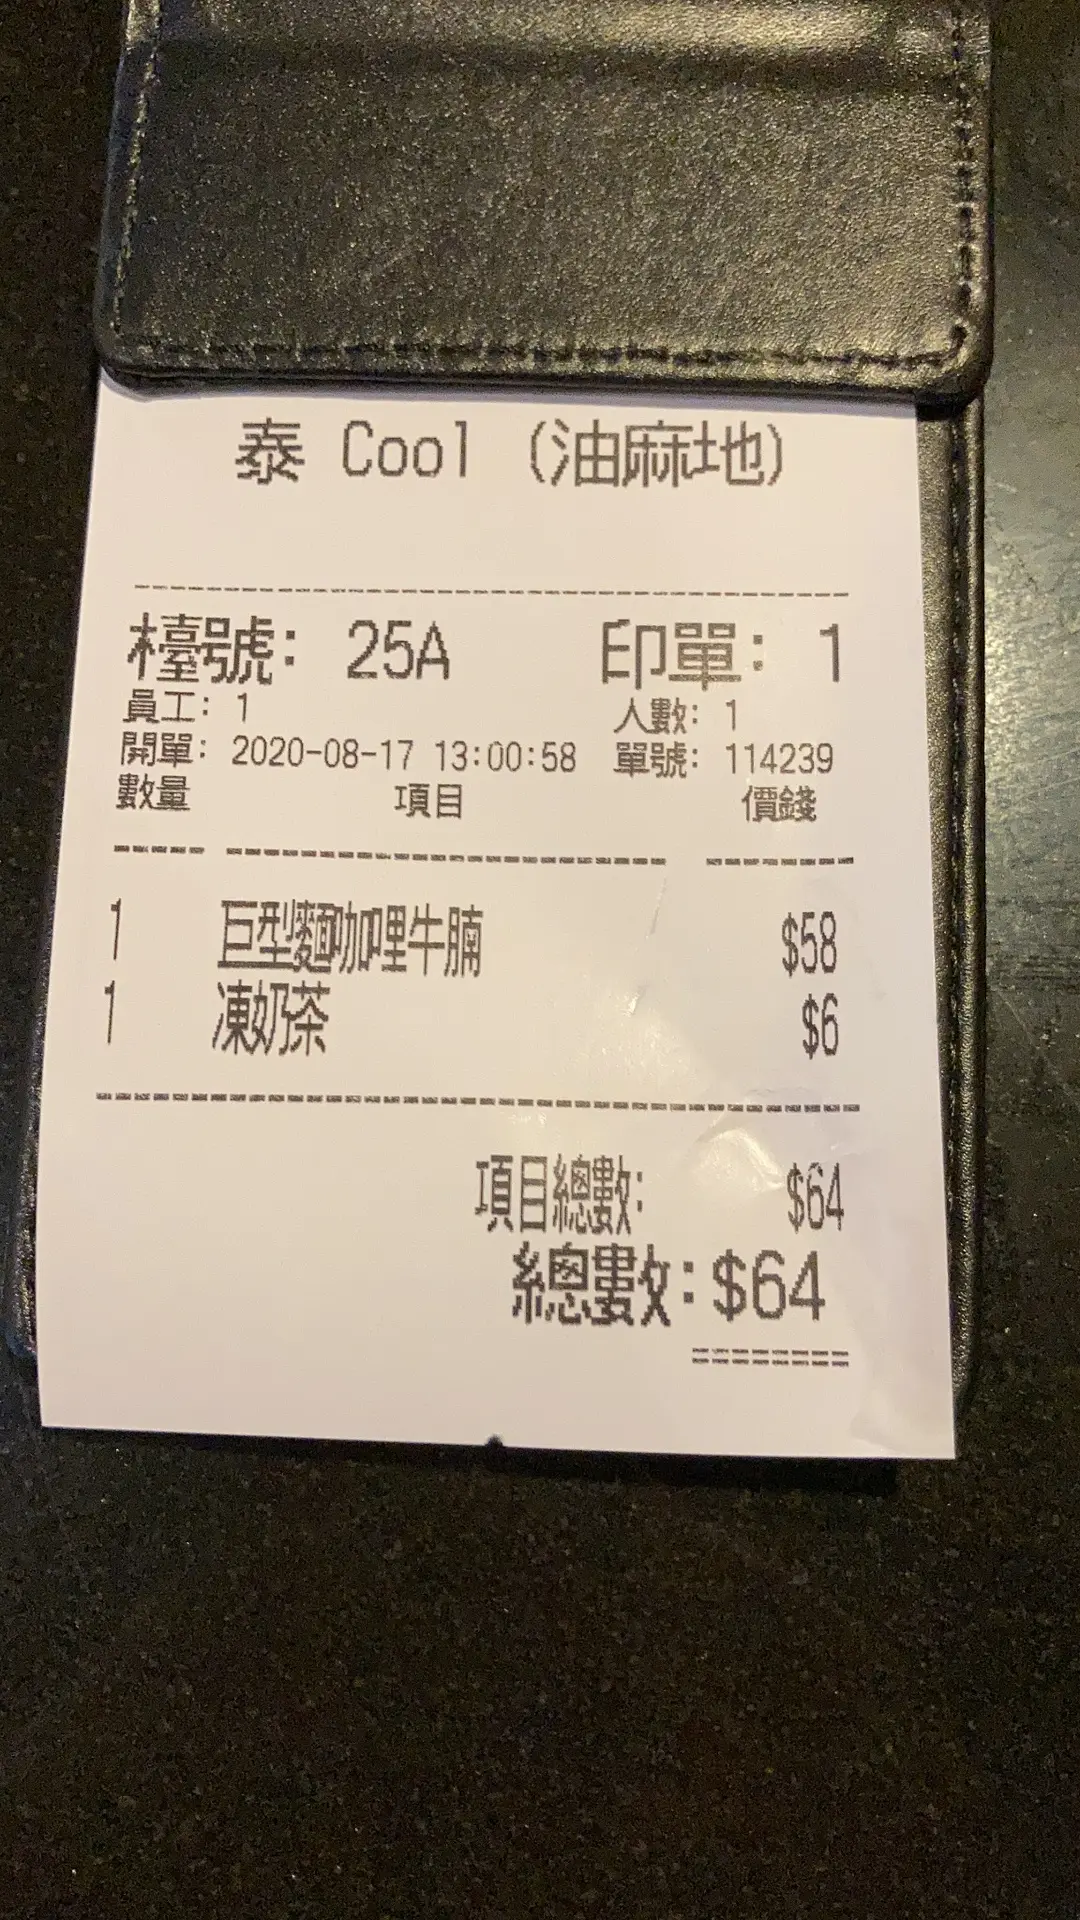 泰 Cool (油麻地)
檯號: 25A 印單: 1
員工: 1 人數: 1
開單: 2020-08-17 13:00:58 單號: 114239
數量 項目 價錢
1 巨型麵咖哩牛腩 $58
1 凍奶茶 $6
項目總數: $64
總數: $64